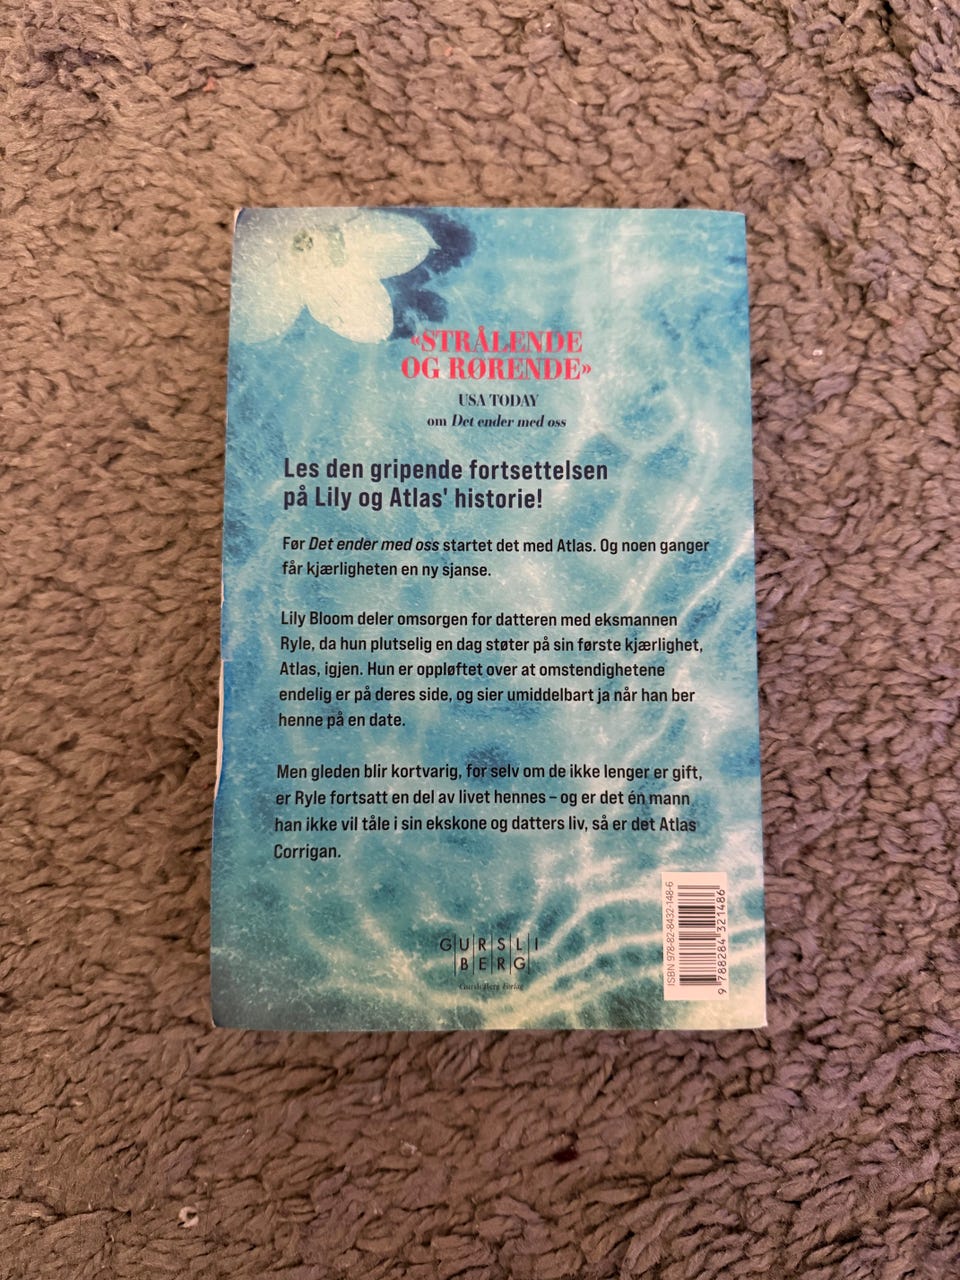 «STRÅLENDE
OG RØRENDE»
USA TODAY
om Det ender med oss
Les den gripende fortsettelsen
på Lily og Atlas' historie!
Før Det ender med oss startet det med Atlas. Og noen ganger
får kjærligheten en ny sjanse.
Lily Bloom deler omsorgen for datteren med eksmannen
Ryle, da hun plutselig en dag støter på sin første kjærlighet,
Atlas, igjen. Hun er oppløftet over at omstendighetene
endelig er på deres side, og sier umiddelbart ja når han ber
henne på en date.
Men gleden blir kortvarig, for selv om de ikke lenger er gift,
er Ryle fortsatt en del av livet hennes – og er det én mann
han ikke vil tåle i sin ekskone og datters liv, så er det Atlas
Corrigan.
GURSLI
BERG
Gursli Berg Forlag
ISBN 978-82-8432-148-6
9 788284 321486